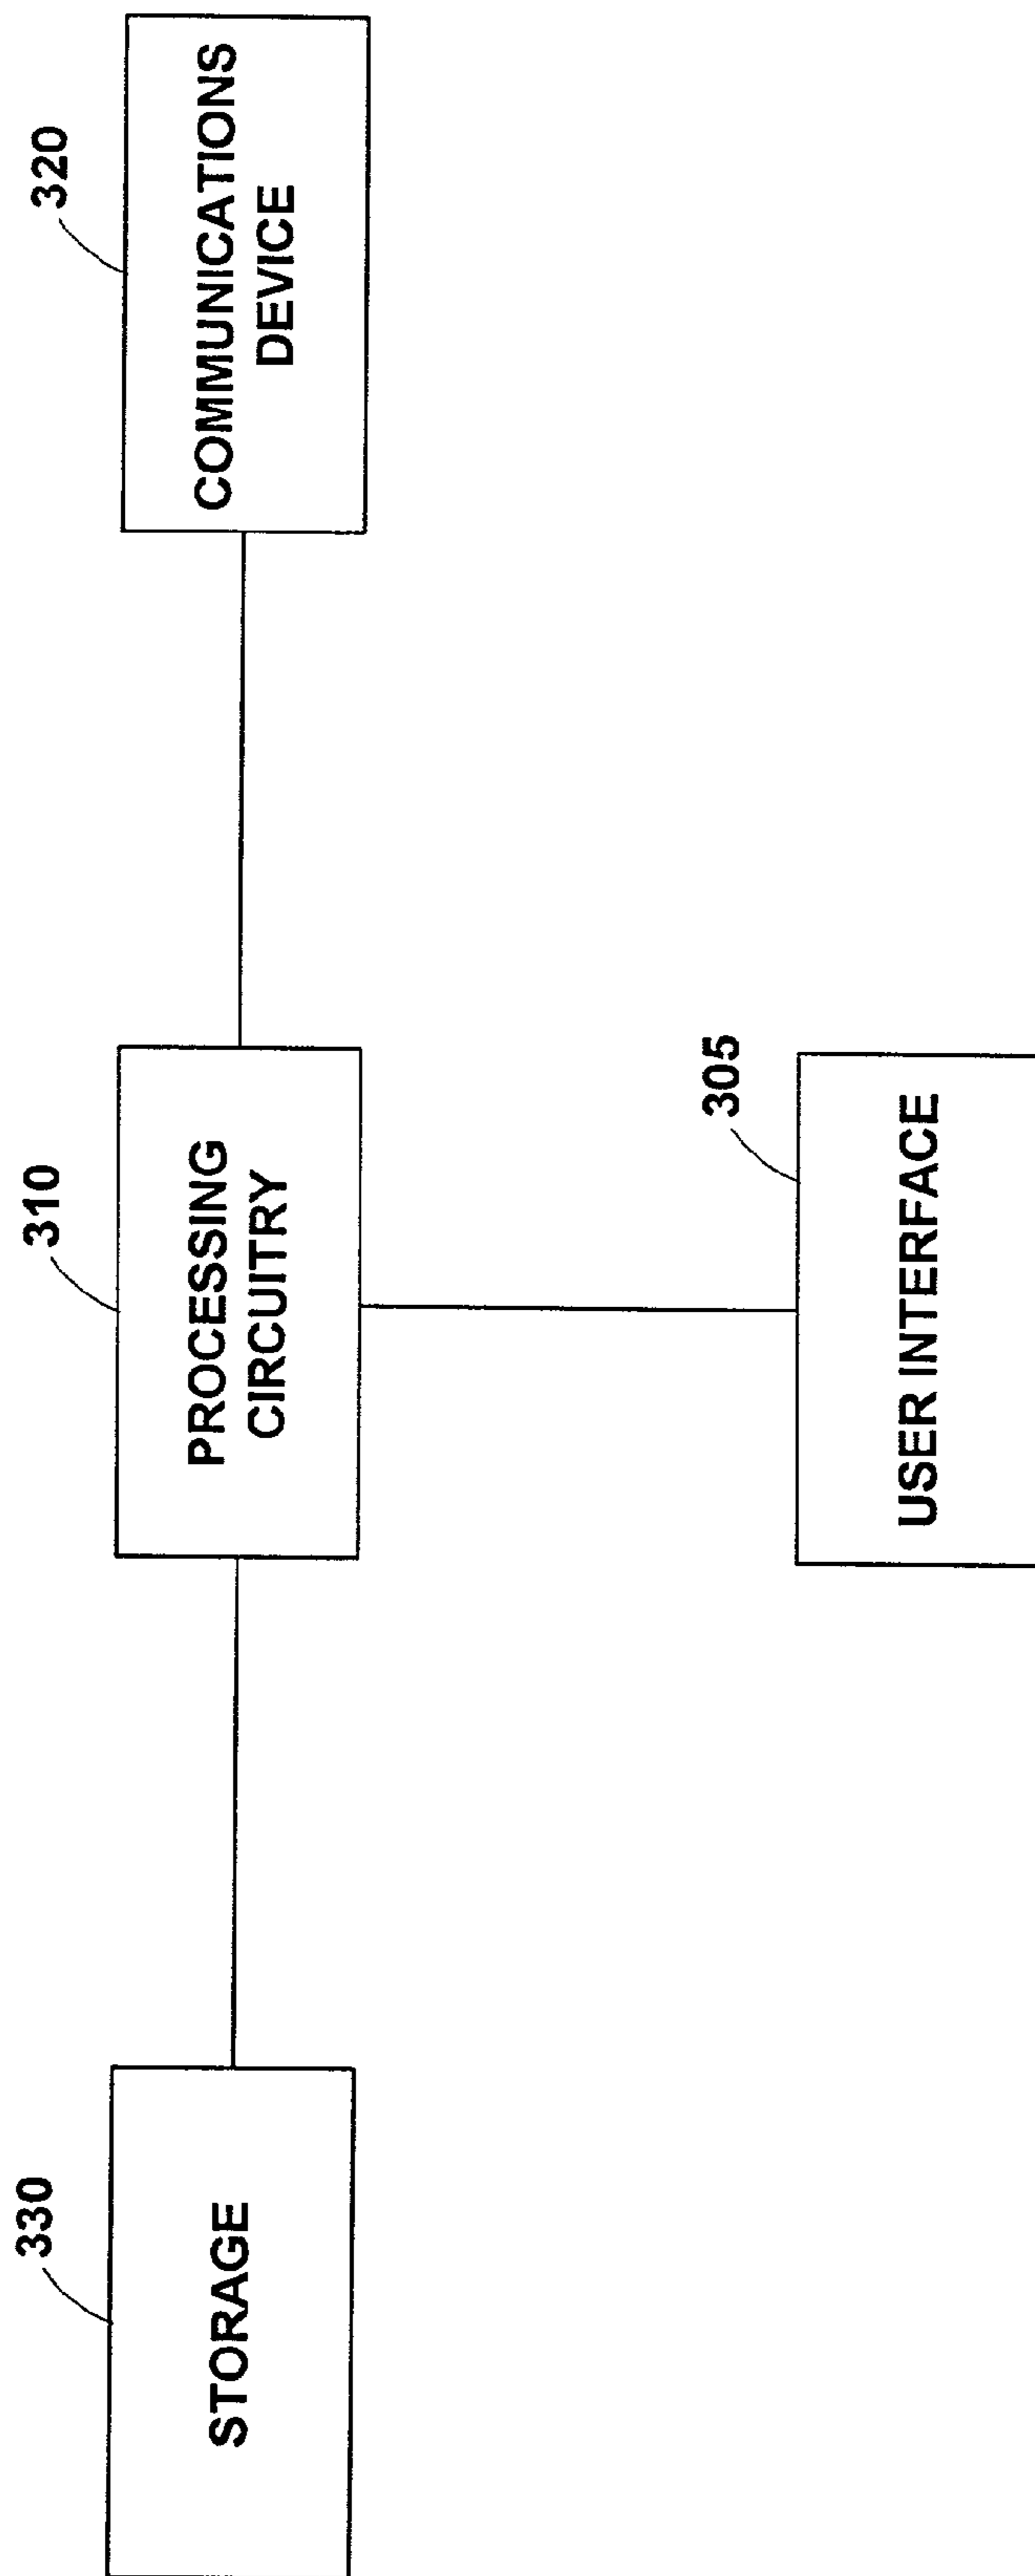 330
STORAGE
310
PROCESSING
CIRCUITRY
320
COMMUNICATIONS
DEVICE
305
USER INTERFACE